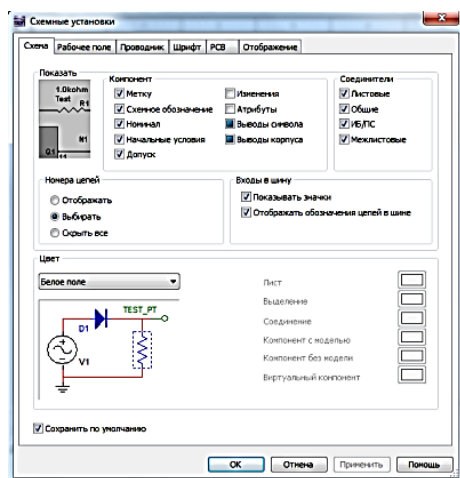 Схемные установки
Схема Рабочее поле Проводник Шрифт PCB Отображение
Показать
1.0kohm
Test R1
N1
Q1
Компонент
Метку
Схемное обозначение
Номинал
Начальные условия
Допуск
Изменения
Атрибуты
Выводы символа
Выводы корпуса
Соединители
Листовые
Общие
ИБ/ПС
Межлистовые
Номера цепей
Отображать
Выбирать
Скрыть все
Входы в шину
Показывать значки
Отображать обозначения цепей в шине
Цвет
Белое поле
TEST_PT
D1
V1
Лист
Выделение
Соединение
Компонент с моделью
Компонент без модели
Виртуальный компонент
Сохранить по умолчанию
OK Отмена Применить Помощь